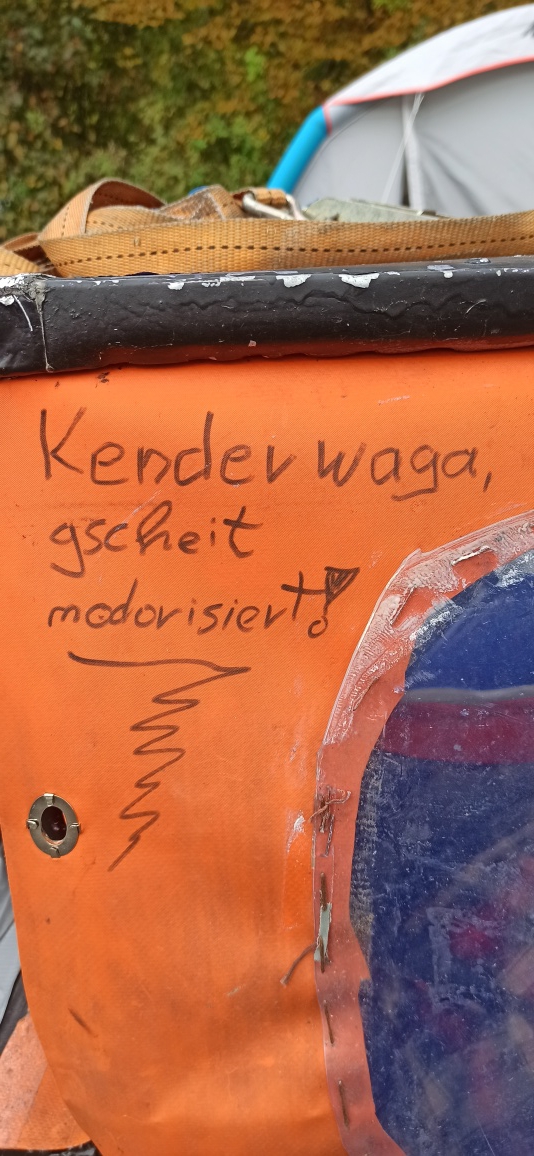 Kenderwaga,
gscheit
modorisiert!